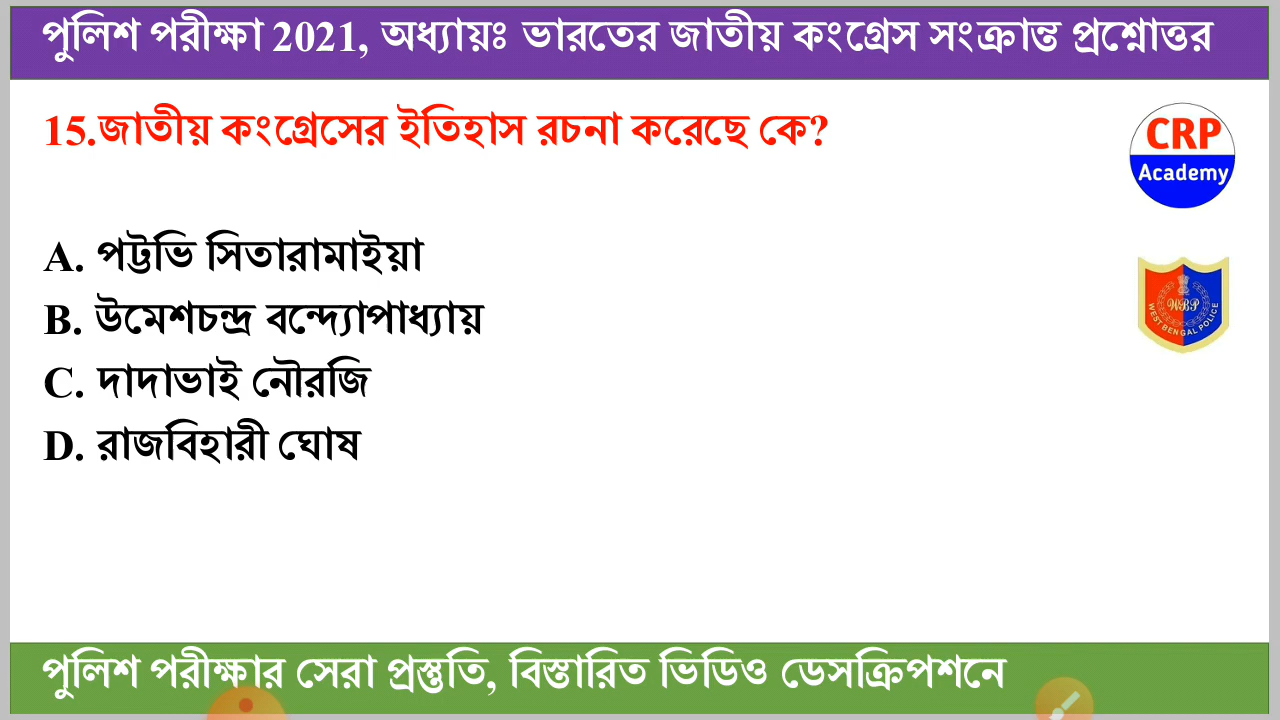 পুলিশ পরীক্ষা 2021, অধ্যায়ঃ ভারতের জাতীয় কংগ্রেস সংক্রান্ত প্রশ্নোত্তর
15.জাতীয় কংগ্রেসের ইতিহাস রচনা করেছে কে?
CRP
Academy
A. পট্টভি সিতারামাইয়া
B. উমেশচন্দ্র বন্দ্যোপাধ্যায়
C. দাদাভাই নৌরজি
D. রাজবিহারী ঘোষ
WBP
WEST BENGAL POLICE
পুলিশ পরীক্ষার সেরা প্রস্তুতি, বিস্তারিত ভিডিও ডেসক্রিপশনে